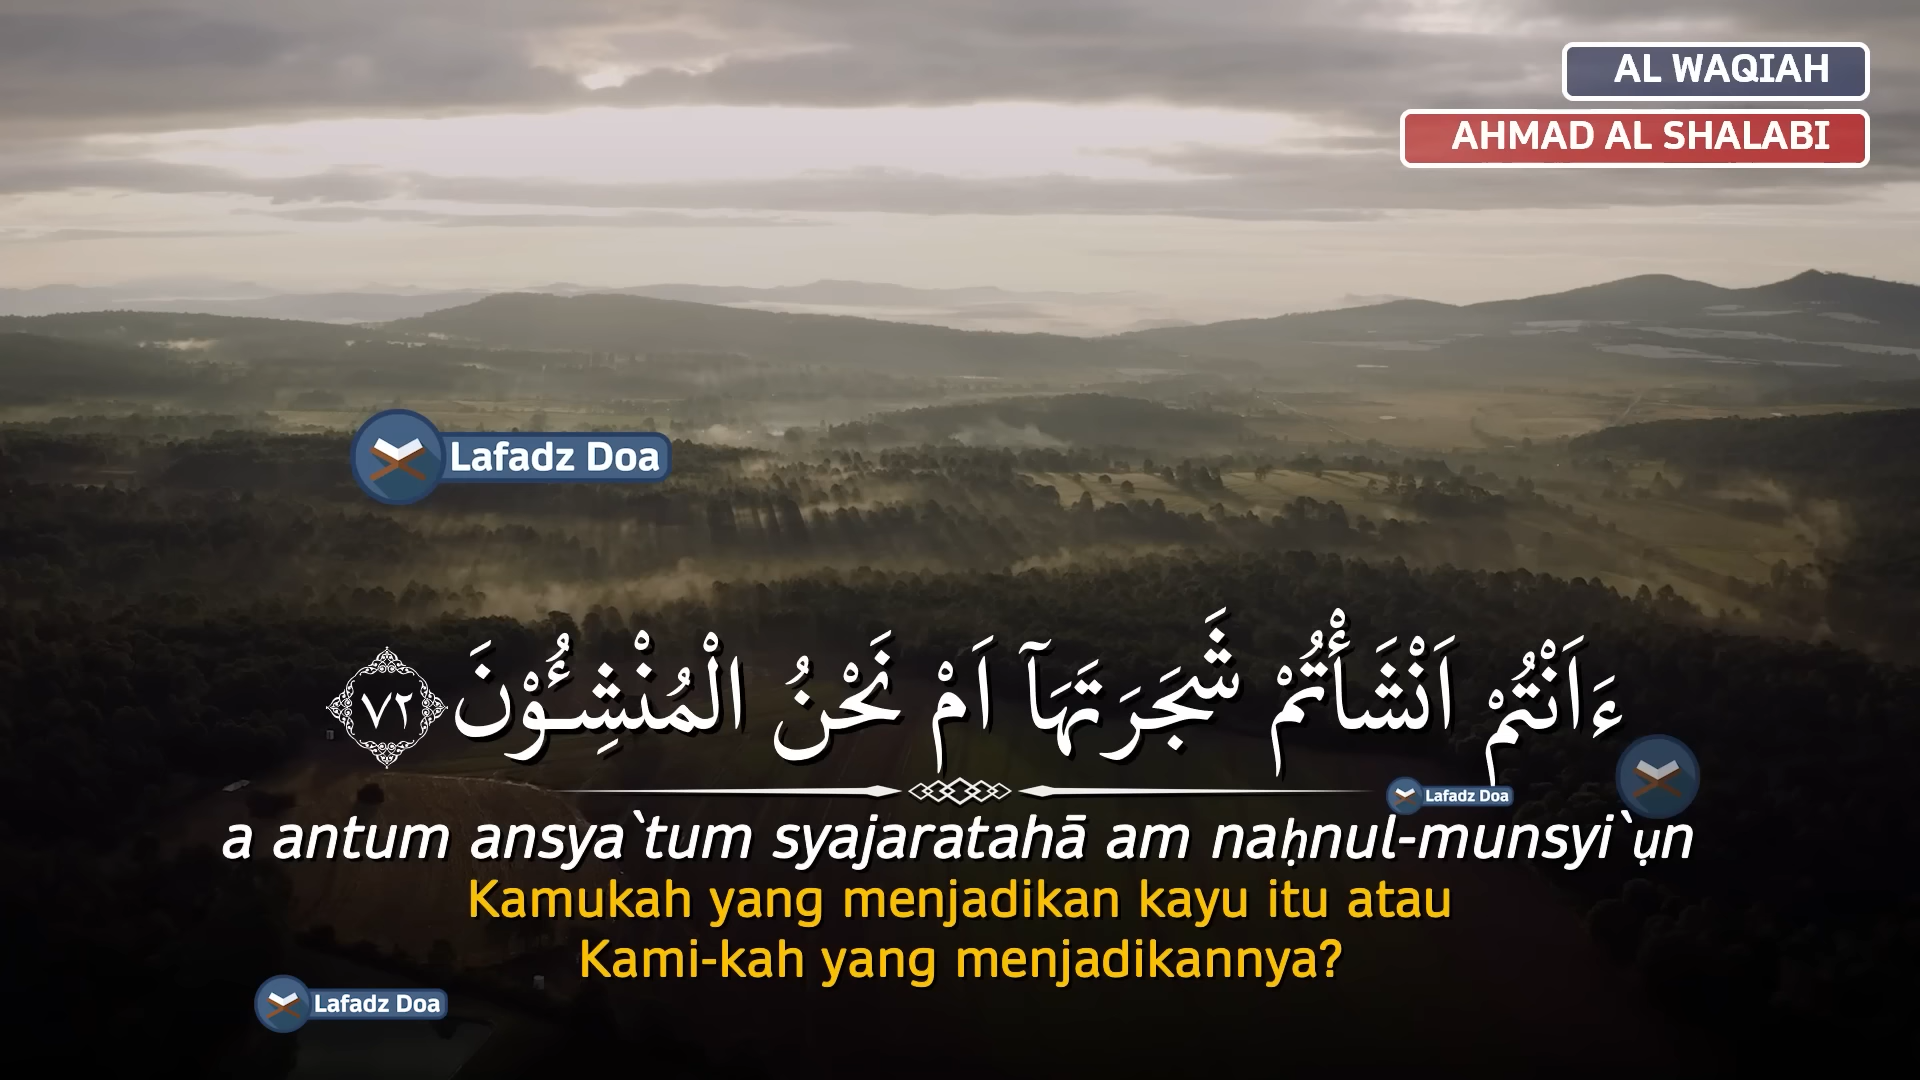 AL WAQIAH
AHMAD AL SHALABI
Lafadz Doa
ءَاَنْتُمْ اَنْشَأْتُمْ شَجَرَتَهَآ اَمْ نَحْنُ الْمُنْشِـُٔوْنَ ٧٢
Lafadz Doa
a antum ansya`tum syajaratahā am naḥnul-munsyi`ụn
Kamukah yang menjadikan kayu itu atau
Kami-kah yang menjadikannya?
Lafadz Doa